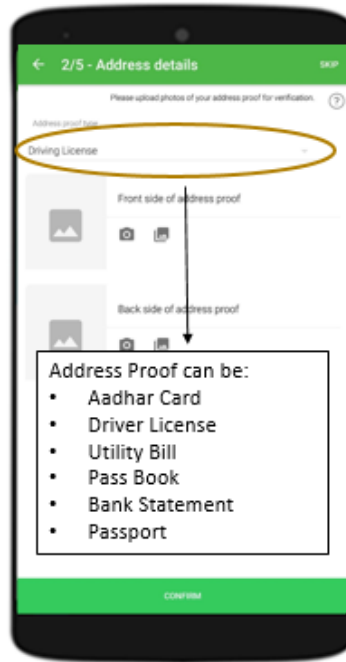 2/5 - Address details
SKIP
Please upload photos of your address proof for verification.
?
Address proof type
Driving License
Front side of address proof
Back side of address proof
Address Proof can be:
• Aadhar Card
• Driver License
• Utility Bill
• Pass Book
• Bank Statement
• Passport
CONFIRM